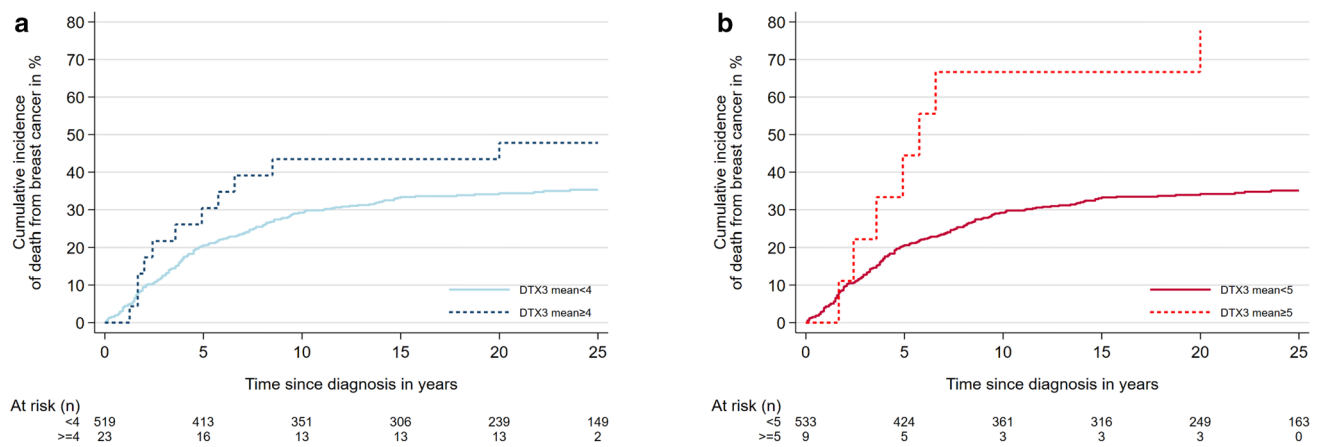 a
Cumulative incidence
of death from breast cancer in %
80
70
60
50
40
30
20
10
0
DTX3 mean<4
DTX3 mean≥4
0 5 10 15 20 25
Time since diagnosis in years
At risk (n)
<4 519 413 351 306 239 149
>=4 23 16 13 13 13 2
b
Cumulative incidence
of death from breast cancer in %
80
70
60
50
40
30
20
10
0
DTX3 mean<5
DTX3 mean≥5
0 5 10 15 20 25
Time since diagnosis in years
At risk (n)
<5 533 424 361 316 249 163
>=5 9 5 3 3 3 0